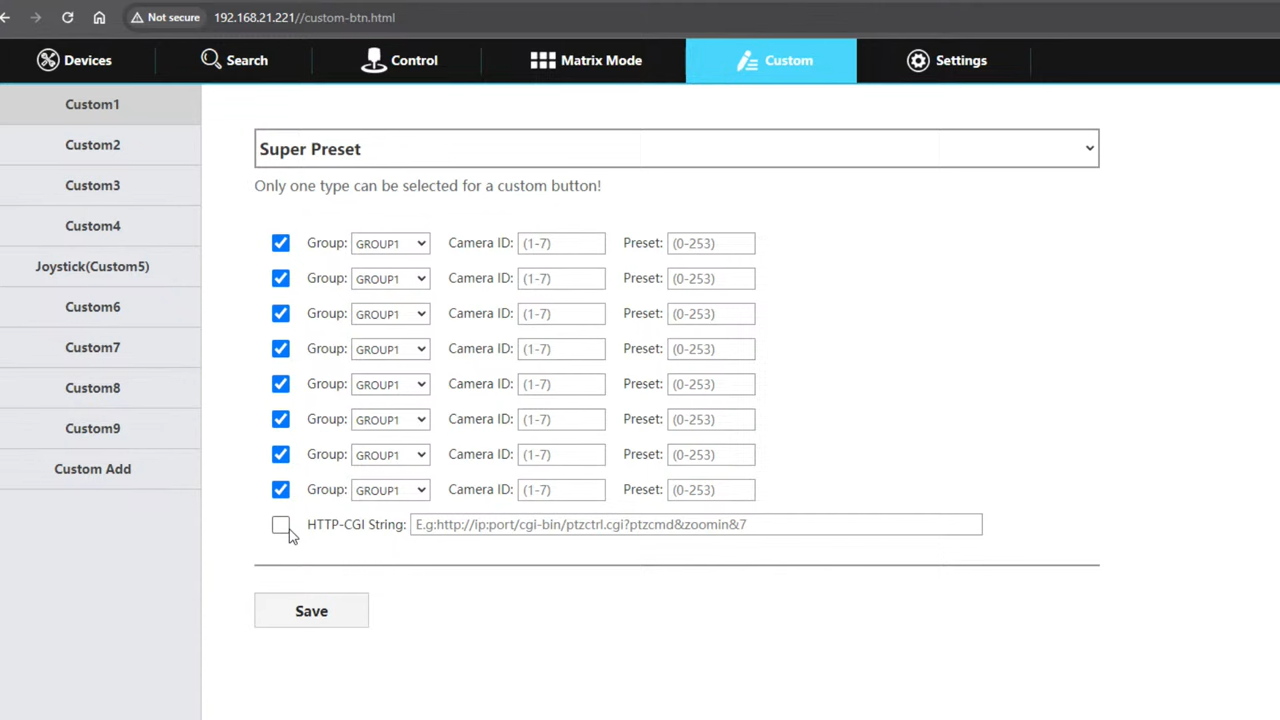 Not secure 192.168.21.221//custom-btn.html
Devices Search Control Matrix Mode Custom Settings
Custom1
Custom2
Custom3
Custom4
Joystick(Custom5)
Custom6
Custom7
Custom8
Custom9
Custom Add
Super Preset
Only one type can be selected for a custom button!
Group: GROUP1 Camera ID: (1-7) Preset: (0-253)
Group: GROUP1 Camera ID: (1-7) Preset: (0-253)
Group: GROUP1 Camera ID: (1-7) Preset: (0-253)
Group: GROUP1 Camera ID: (1-7) Preset: (0-253)
Group: GROUP1 Camera ID: (1-7) Preset: (0-253)
Group: GROUP1 Camera ID: (1-7) Preset: (0-253)
Group: GROUP1 Camera ID: (1-7) Preset: (0-253)
Group: GROUP1 Camera ID: (1-7) Preset: (0-253)
HTTP-CGI String: E.g:http://ip:port/cgi-bin/ptzctrl.cgi?ptzcmd&zoomin&7
Save